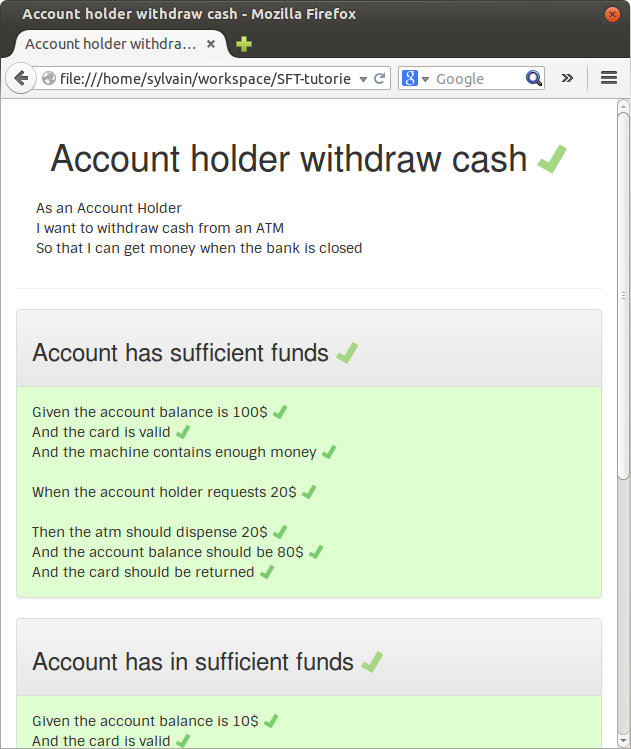 Account holder withdraw cash - Mozilla Firefox
Account holder withdra...
file:///home/sylvain/workspace/SFT-tutorie
Google
Account holder withdraw cash
As an Account Holder
I want to withdraw cash from an ATM
So that I can get money when the bank is closed
Account has sufficient funds
Given the account balance is 100$
And the card is valid
And the machine contains enough money
When the account holder requests 20$
Then the atm should dispense 20$
And the account balance should be 80$
And the card should be returned
Account has in sufficient funds
Given the account balance is 10$
And the card is valid